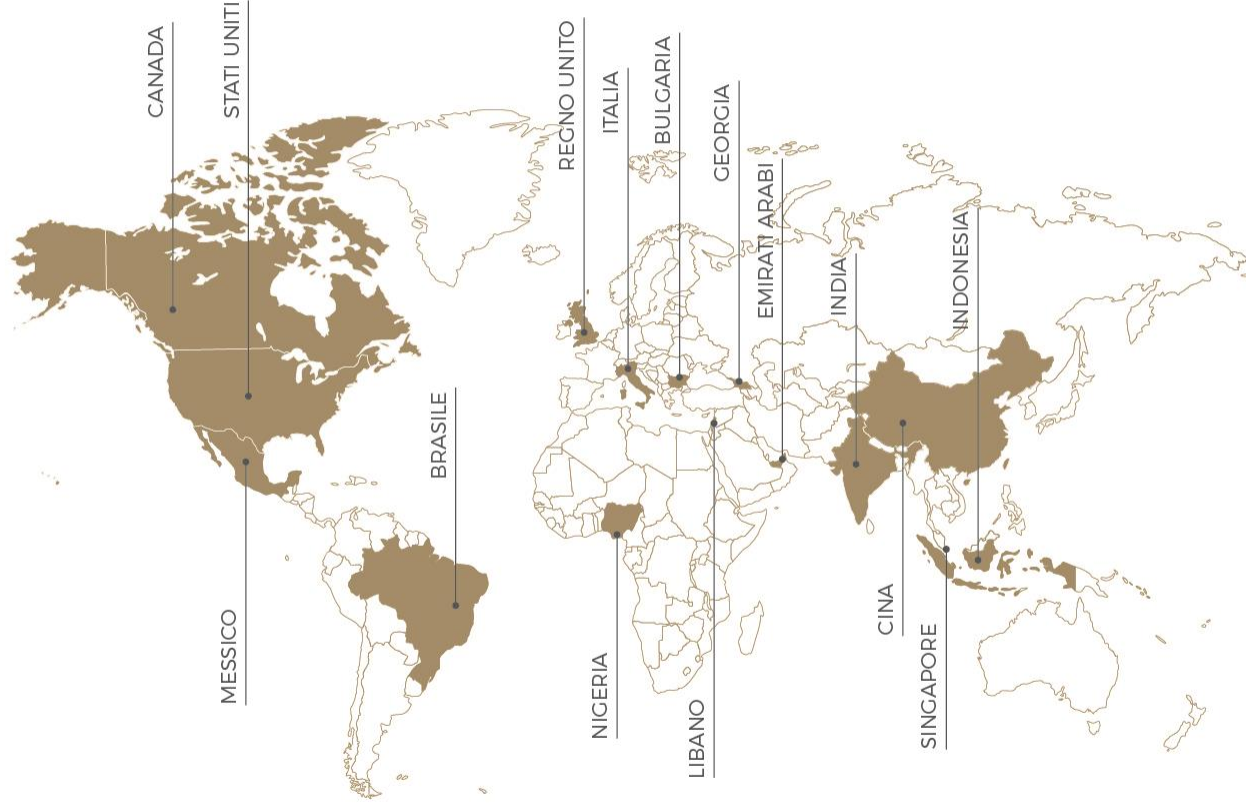 CANADA
STATI UNITI
REGNO UNITO
ITALIA
BULGARIA
GEORGIA
EMIRATI ARABI
INDIA
INDONESIA
BRASILE
MESSICO
NIGERIA
LIBANO
CINA
SINGAPORE